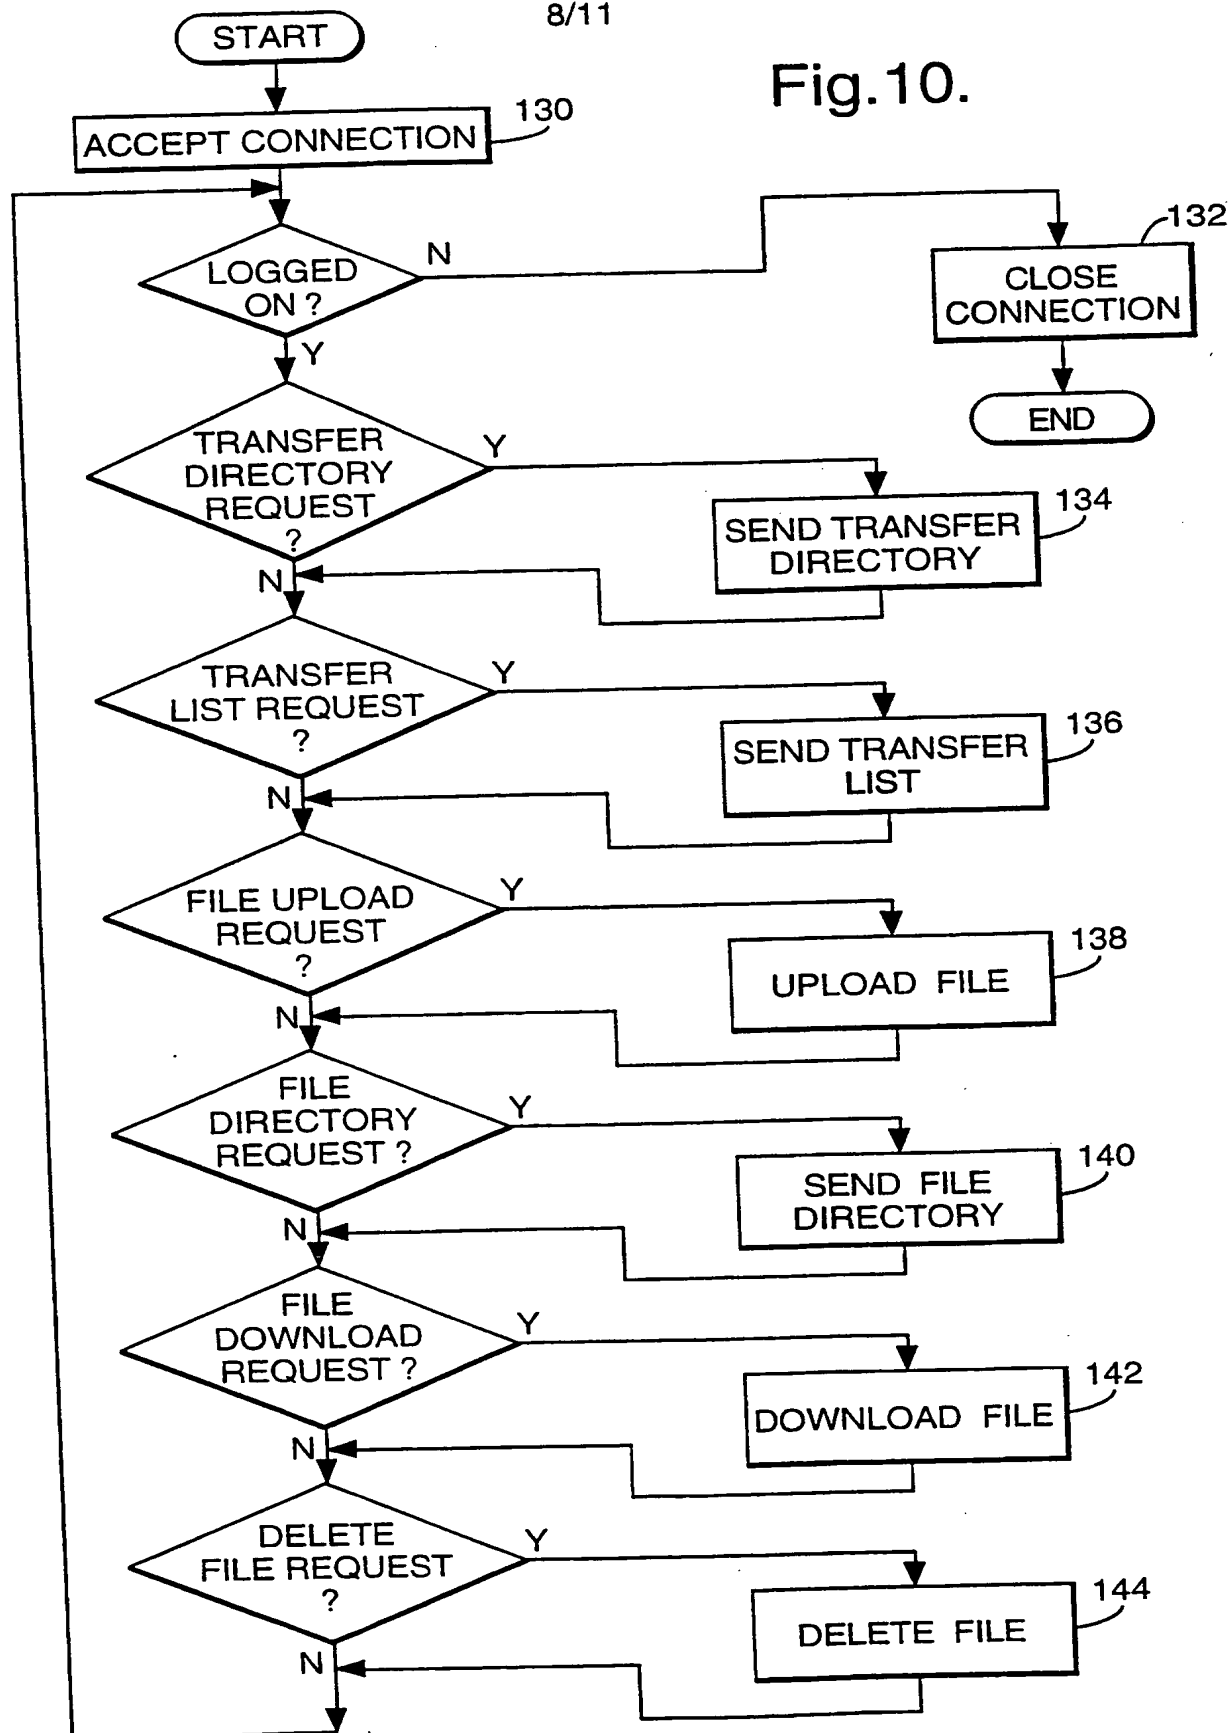 8/11
START
Fig.10.
130
ACCEPT CONNECTION
132
N
LOGGED
ON ?
CLOSE
CONNECTION
Y
END
TRANSFER
DIRECTORY
REQUEST
?
Y
134
SEND TRANSFER
DIRECTORY
N
TRANSFER
LIST REQUEST
?
Y
136
SEND TRANSFER
LIST
N
FILE UPLOAD
REQUEST
?
Y
138
UPLOAD FILE
N
FILE
DIRECTORY
REQUEST ?
Y
140
SEND FILE
DIRECTORY
N
FILE
DOWNLOAD
REQUEST ?
Y
142
DOWNLOAD FILE
N
DELETE
FILE REQUEST
?
Y
144
DELETE FILE
N